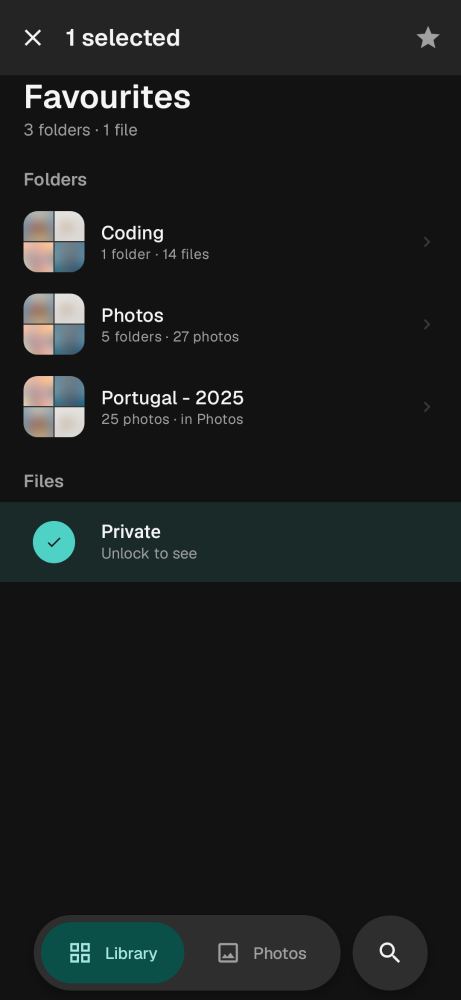 1 selected
Favourites
3 folders · 1 file
Folders
Coding
1 folder · 14 files
Photos
5 folders · 27 photos
Portugal - 2025
25 photos · in Photos
Files
Private
Unlock to see
Library
Photos